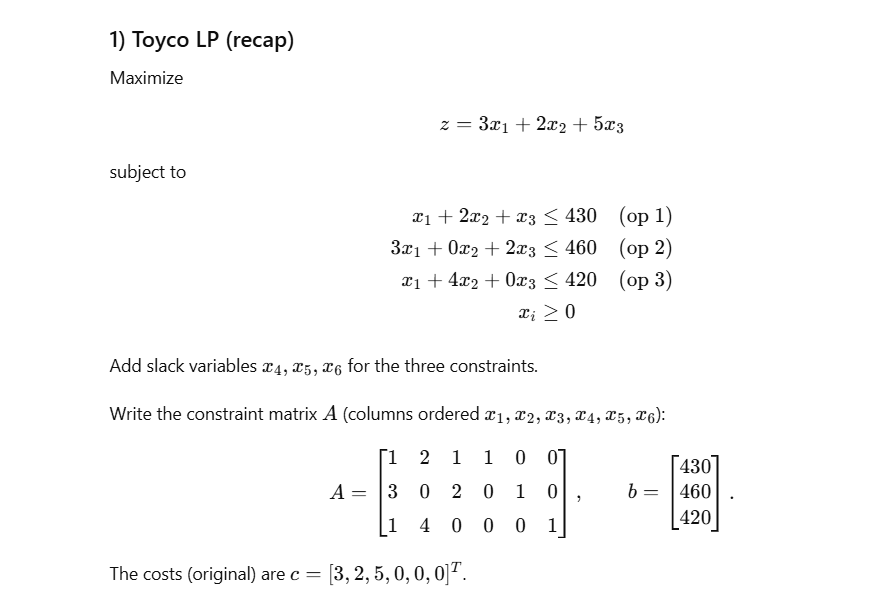 1) Toyco LP (recap)
Maximize
z = 3x₁ + 2x₂ + 5x₃
subject to
x₁ + 2x₂ + x₃ ≤ 430 (op 1)
3x₁ + 0x₂ + 2x₃ ≤ 460 (op 2)
x₁ + 4x₂ + 0x₃ ≤ 420 (op 3)
xᵢ ≥ 0
Add slack variables x₄, x₅, x₆ for the three constraints.
Write the constraint matrix A (columns ordered x₁, x₂, x₃, x₄, x₅, x₆):
[1 2 1 1 0 0] [430]
A = [3 0 2 0 1 0], b = [460].
[1 4 0 0 0 1] [420]
The costs (original) are c = [3, 2, 5, 0, 0, 0]ᵀ.